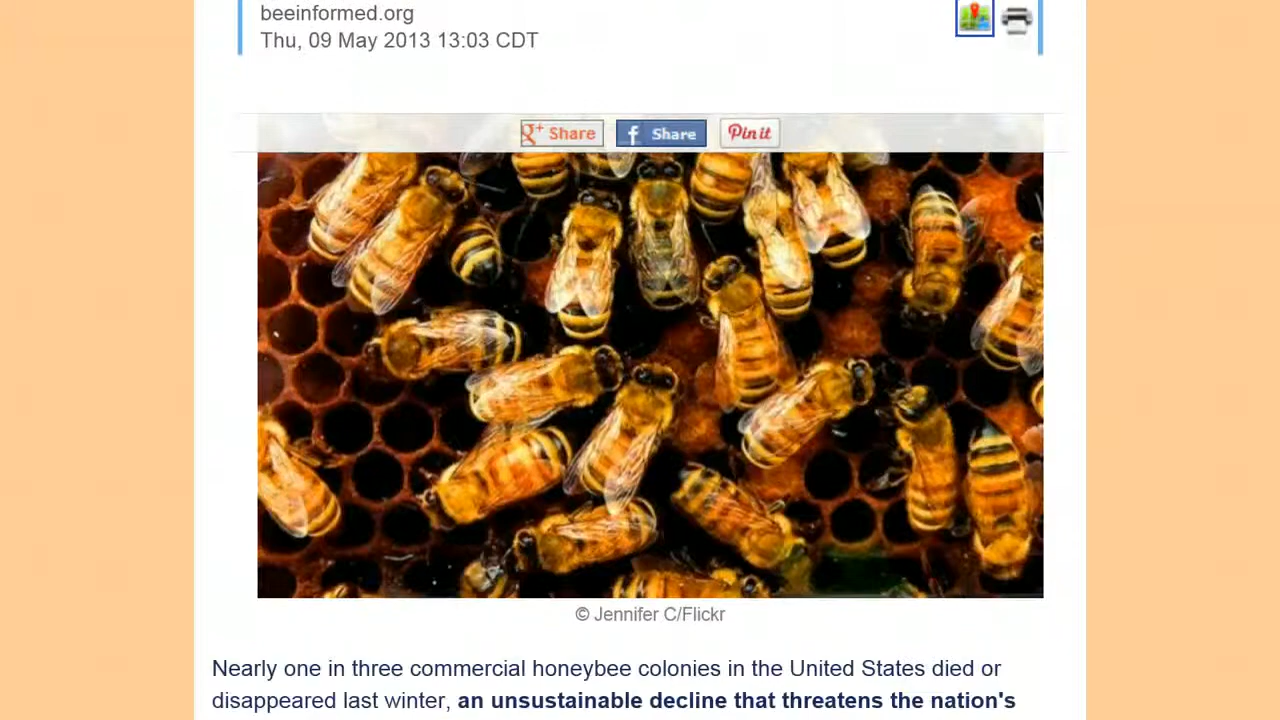 beeinformed.org
Thu, 09 May 2013 13:03 CDT
g+ Share
f Share
Pin it
© Jennifer C/Flickr
Nearly one in three commercial honeybee colonies in the United States died or
disappeared last winter, an unsustainable decline that threatens the nation's